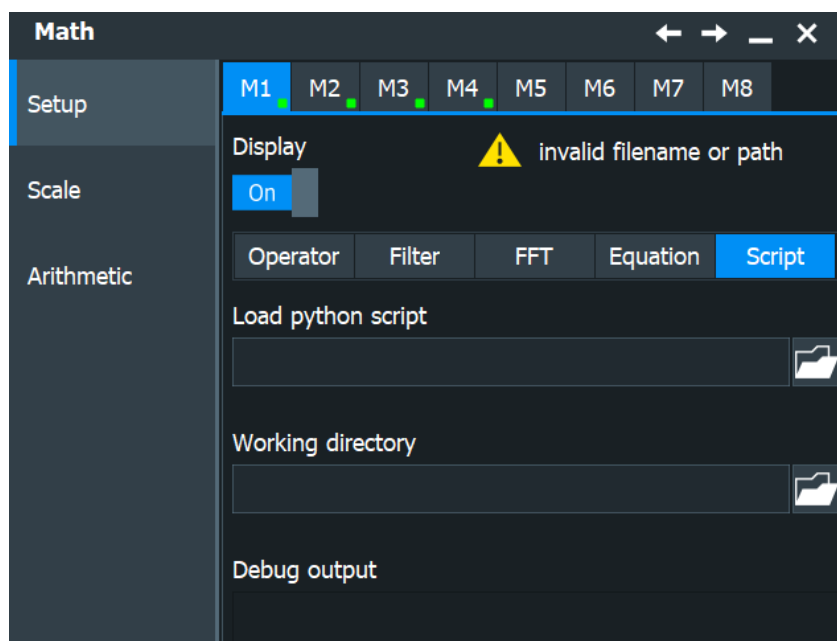 Math
Setup
Scale
Arithmetic
M1 M2 M3 M4 M5 M6 M7 M8
Display
invalid filename or path
On
Operator Filter FFT Equation Script
Load python script
Working directory
Debug output